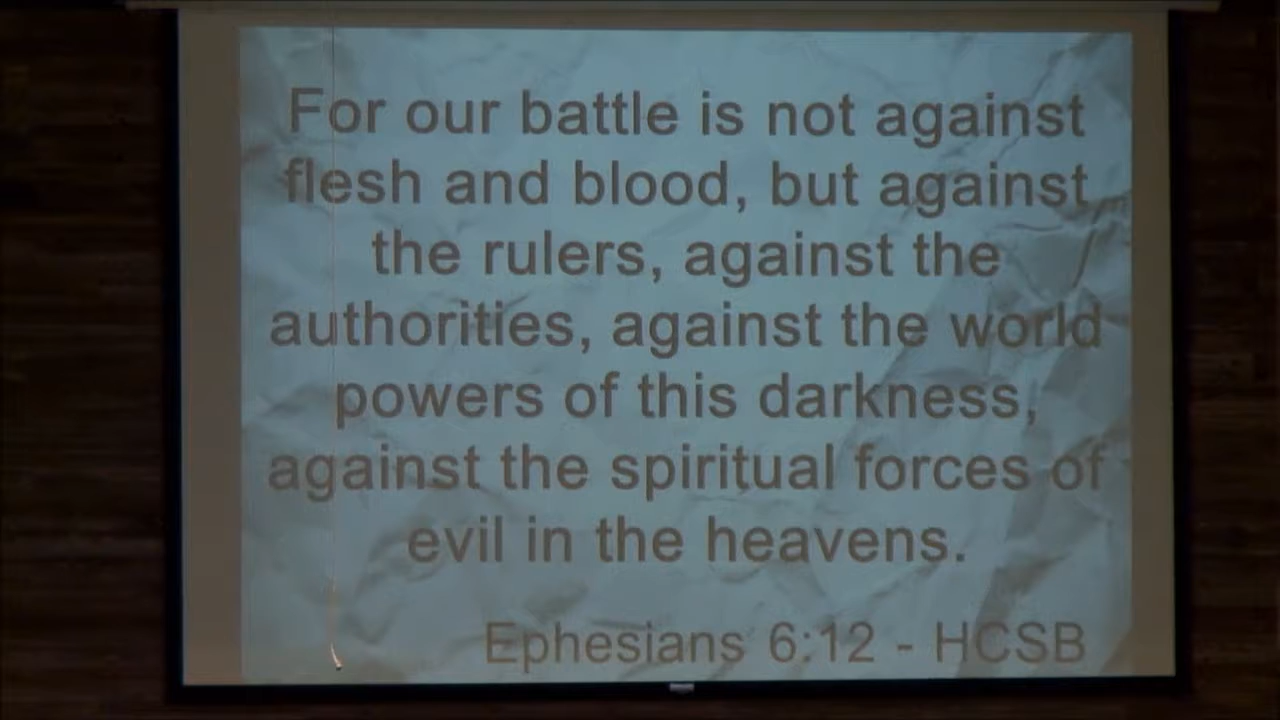 For our battle is not against
flesh and blood, but against
the rulers, against the
authorities, against the world
powers of this darkness,
against the spiritual forces of
evil in the heavens.
Ephesians 6:12 - HCSB